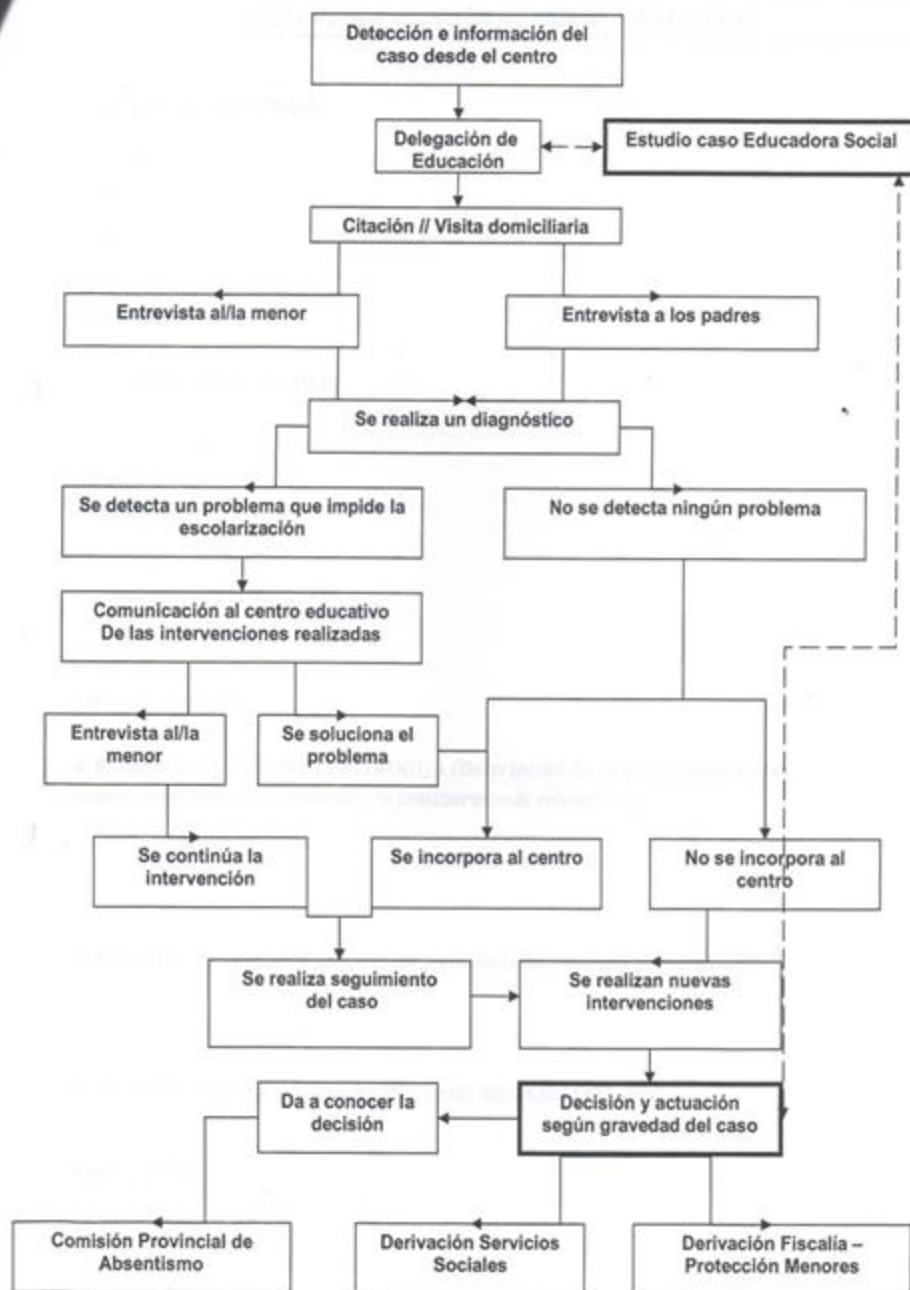 Detección e información del
caso desde el centro
Delegación de
Educación
Estudio caso Educadora Social
Citación // Visita domiciliaria
Entrevista al/la menor
Entrevista a los padres
Se realiza un diagnóstico
Se detecta un problema que impide la
escolarización
No se detecta ningún problema
Comunicación al centro educativo
De las intervenciones realizadas
Entrevista al/la
menor
Se soluciona el
problema
Se continúa la
intervención
Se incorpora al centro
No se incorpora al
centro
Se realiza seguimiento
del caso
Se realizan nuevas
intervenciones
Da a conocer la
decisión
Decisión y actuación
según gravedad del caso
Comisión Provincial de
Absentismo
Derivación Servicios
Sociales
Derivación Fiscalía –
Protección Menores